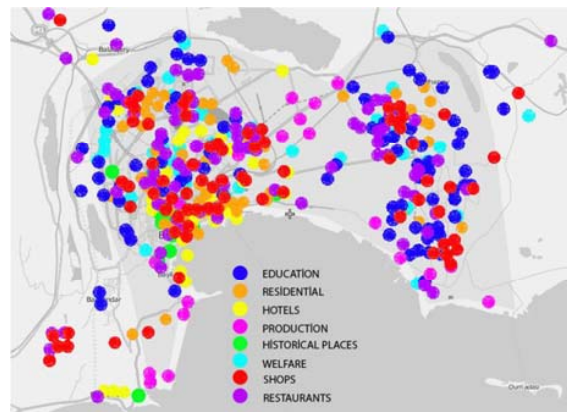 EDUCATİON
RESİDENTİAL
HOTELS
PRODUCTİON
HİSTORİCAL PLACES
WELFARE
SHOPS
RESTAURANTS